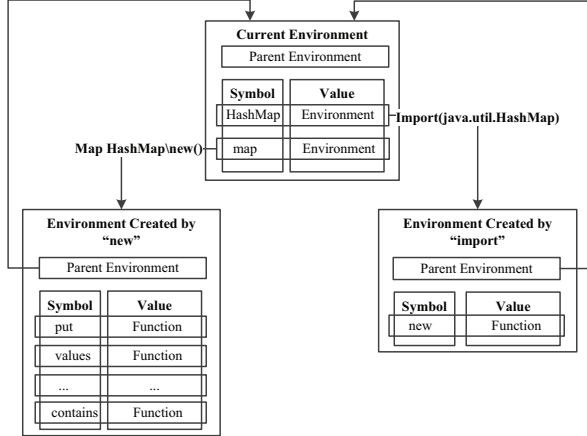 Current Environment
Parent Environment
Symbol Value
HashMap Environment
Import(java.util.HashMap)
Map HashMap\new()
map Environment
Environment Created by
“new”
Parent Environment
Symbol Value
put Function
values Function
... ...
contains Function
Environment Created by
“import”
Parent Environment
Symbol Value
new Function